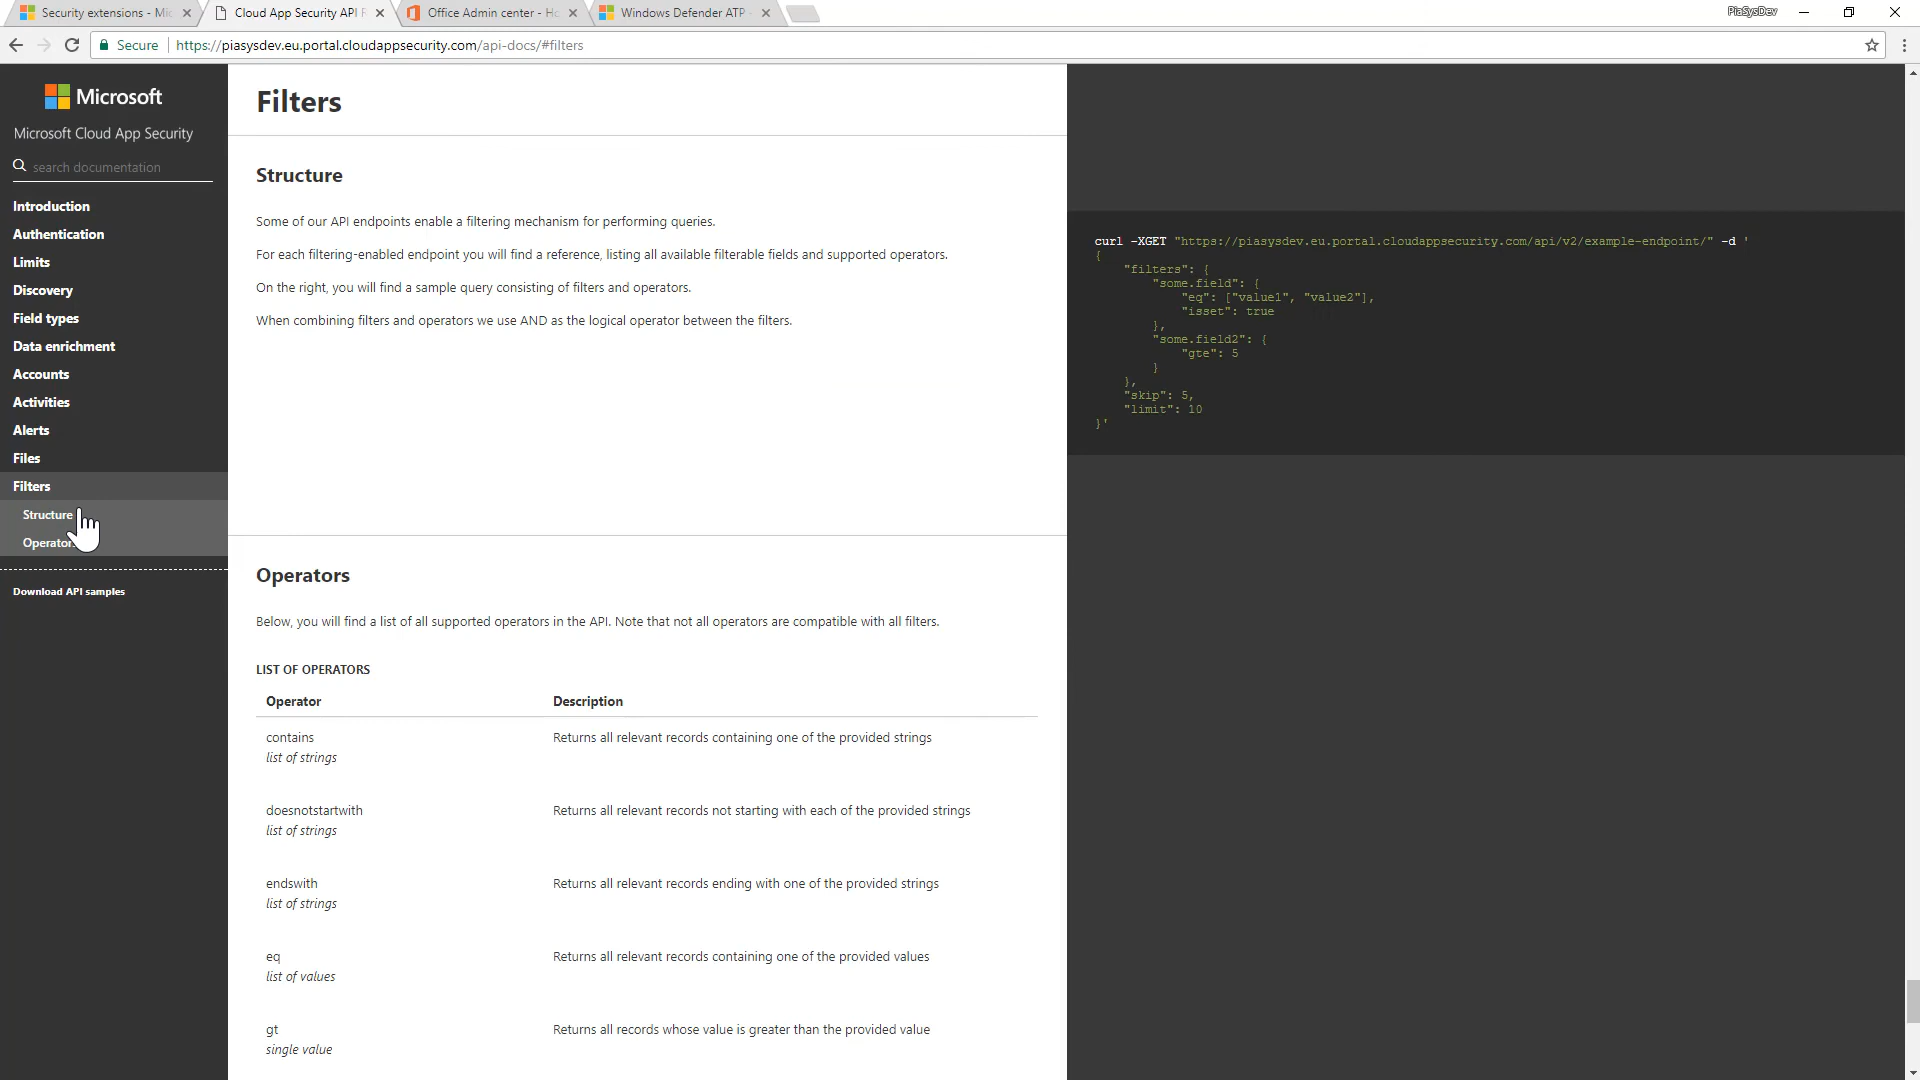 Security extensions - Mic
Cloud App Security API R
Office Admin center - Ho
Windows Defender ATP -
PiaSysDev
Secure
https://piasysdev.eu.portal.cloudappsecurity.com/api-docs/#filters
Microsoft
Microsoft Cloud App Security
search documentation
Introduction
Authentication
Limits
Discovery
Field types
Data enrichment
Accounts
Activities
Alerts
Files
Filters
Structure
Operator
Download API samples
Filters
Structure
Some of our API endpoints enable a filtering mechanism for performing queries.
For each filtering-enabled endpoint you will find a reference, listing all available filterable fields and supported operators.
On the right, you will find a sample query consisting of filters and operators.
When combining filters and operators we use AND as the logical operator between the filters.
Operators
Below, you will find a list of all supported operators in the API. Note that not all operators are compatible with all filters.
LIST OF OPERATORS
Operator Description
contains Returns all relevant records containing one of the provided strings
list of strings
doesnotstartwith Returns all relevant records not starting with each of the provided strings
list of strings
endswith Returns all relevant records ending with one of the provided strings
list of strings
eq Returns all relevant records containing one of the provided values
list of values
gt Returns all records whose value is greater than the provided value
single value
curl -XGET "https://piasysdev.eu.portal.cloudappsecurity.com/api/v2/example-endpoint/" -d '
{
"filters": {
"some.field": {
"eq": ["value1", "value2"],
"isset": true
},
"some.field2": {
"gte": 5
}
},
"skip": 5,
"limit": 10
}'